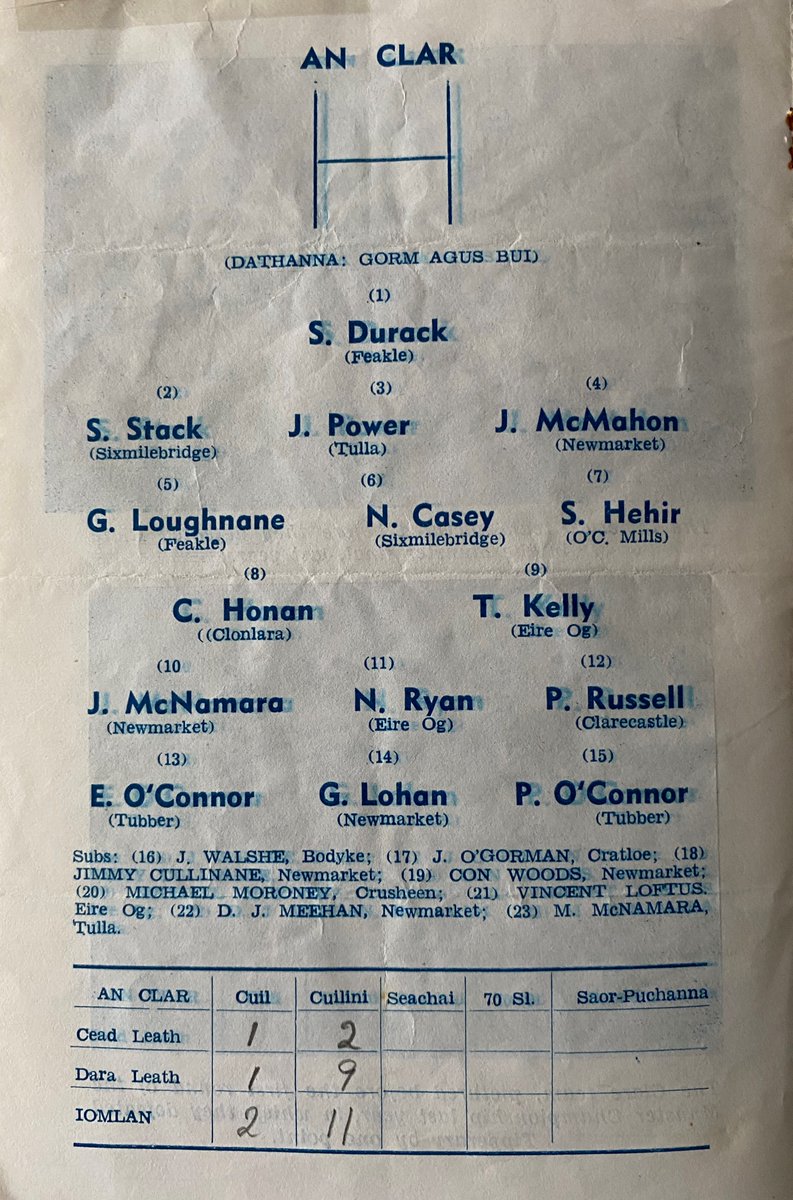 AN CLAR
(DATHANNA: GORM AGUS BUI)
(1)
S. Durack
(Feakle)
(2) (3) (4)
S. Stack J. Power J. McMahon
(Sixmilebridge) (Tulla) (Newmarket)
(5) (6) (7)
G. Loughnane N. Casey S. Hehir
(Feakle) (Sixmilebridge) (O'C. Mills)
(8) (9)
C. Honan T. Kelly
((Clonlara) (Eire Og)
(10 (11) (12)
J. McNamara N. Ryan P. Russell
(Newmarket) (Eire Og) (Clarecastle)
(13) (14) (15)
E. O'Connor G. Lohan P. O'Connor
(Tubber) (Newmarket) (Tubber)
Subs: (16) J. WALSHE, Bodyke; (17) J. O'GORMAN, Cratloe; (18)
JIMMY CULLINANE, Newmarket; (19) CON WOODS, Newmarket;
(20) MICHAEL MORONEY, Crusheen; (21) VINCENT LOFTUS.
Eire Og; (22) D. J. MEEHAN, Newmarket; (23) M. McNAMARA,
Tulla.
AN CLAR Cuil Cuilini Seachai 70 Sl. Saor-Puchanna
Cead Leath 1 2
Dara Leath 1 9
IOMLAN 2 11